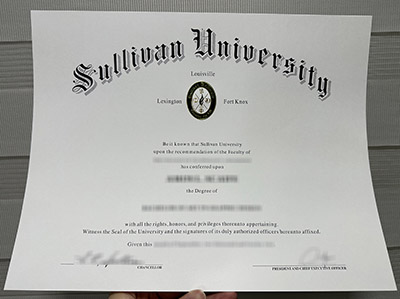 Sullivan University
Louisville
Lexington Fort Knox
Be it known that Sullivan University
upon the recommendation of the Faculty of
has conferred upon
the Degree of
with all the rights, honors, and privileges thereunto appertaining.
Witness the Seal of the University and the signatures of its duly authorized officers hereunto affixed.
Given this
CHANCELLOR PRESIDENT AND CHIEF EXECUTIVE OFFICER